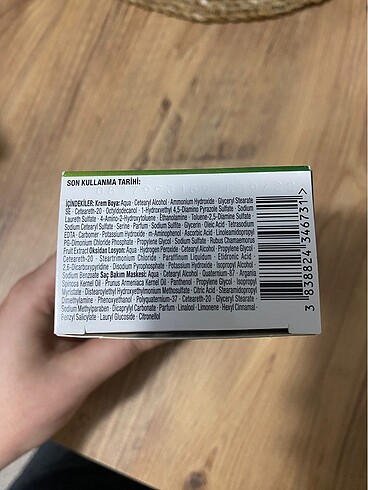 SON KULLANMA TARİHİ:
İÇİNDEKİLER: Krem Boya: Aqua · Cetearyl Alcohol · Ammonium Hydroxide · Glyceryl Stearate
SE · Ceteareth-20 · Octyldodecanol · 1-Hydroxyethyl 4,5-Diamino Pyrazole Sulfate · Sodium
Laureth Sulfate · 4-Amino-2-Hydroxytoluene · Ethanolamine · Toluene-2,5-Diamine Sulfate ·
Sodium Cetearyl Sulfate · Serine · Parfum · Sodium Sulfate · Glycerin · Oleic Acid · Tetrasodium
EDTA · Carbomer · Potassium Hydroxide · m-Aminophenol · Ascorbic Acid · Linoleamidopropyl
PG-Dimonium Chloride Phosphate · Propylene Glycol · Sodium Sulfite · Rubus Chamaemorus
Fruit Extract Oksidan Losyon: Aqua · Hydrogen Peroxide · Cetearyl Alcohol · Propylene Glycol ·
Ceteareth-20 · Steartrimonium Chloride · Paraffinum Liquidum · Etidronic Acid ·
2,6-Dicarboxypyridine · Disodium Pyrophosphate · Potassium Hydroxide · Isopropyl Alcohol ·
Sodium Benzoate Saç Bakım Maskesi: Aqua · Cetearyl Alcohol · Quaternium-87 · Argania
Spinosa Kernel Oil · Prunus Armeniaca Kernel Oil · Panthenol · Propylene Glycol · Isopropyl
Myristate · Distearoylethyl Hydroxyethylmonium Methosulfate · Citric Acid · Stearamidopropyl
Dimethylamine · Phenoxyethanol · Polyquaternium-37 · Ceteareth-20 · Glyceryl Stearate ·
Sodium Methylparaben · Dicaprylyl Carbonate · Parfum · Linalool · Limonene · Hexyl Cinnamal ·
Benzyl Salicylate · Lauryl Glucoside · Citronellol
3 838824 346731 >